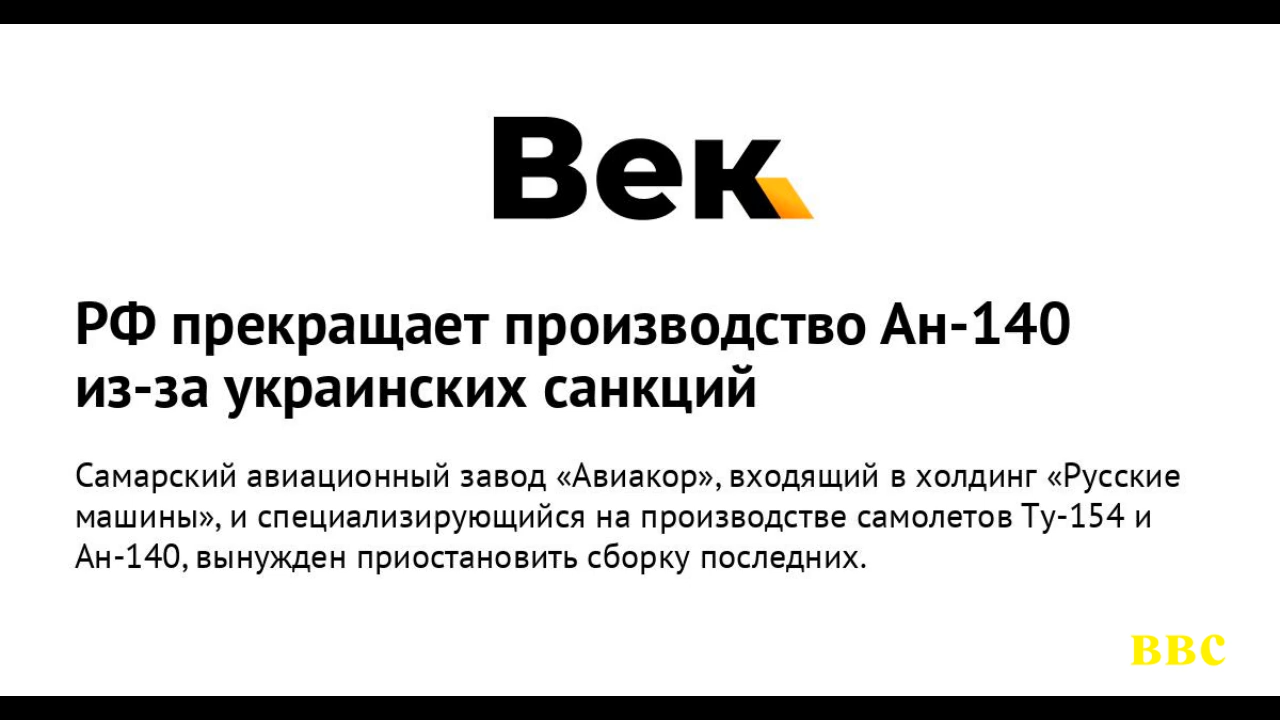 Век
РФ прекращает производство Ан-140
из-за украинских санкций
Самарский авиационный завод «Авиакор», входящий в холдинг «Русские
машины», и специализирующийся на производстве самолетов Ту-154 и
Ан-140, вынужден приостановить сборку последних.
ввс